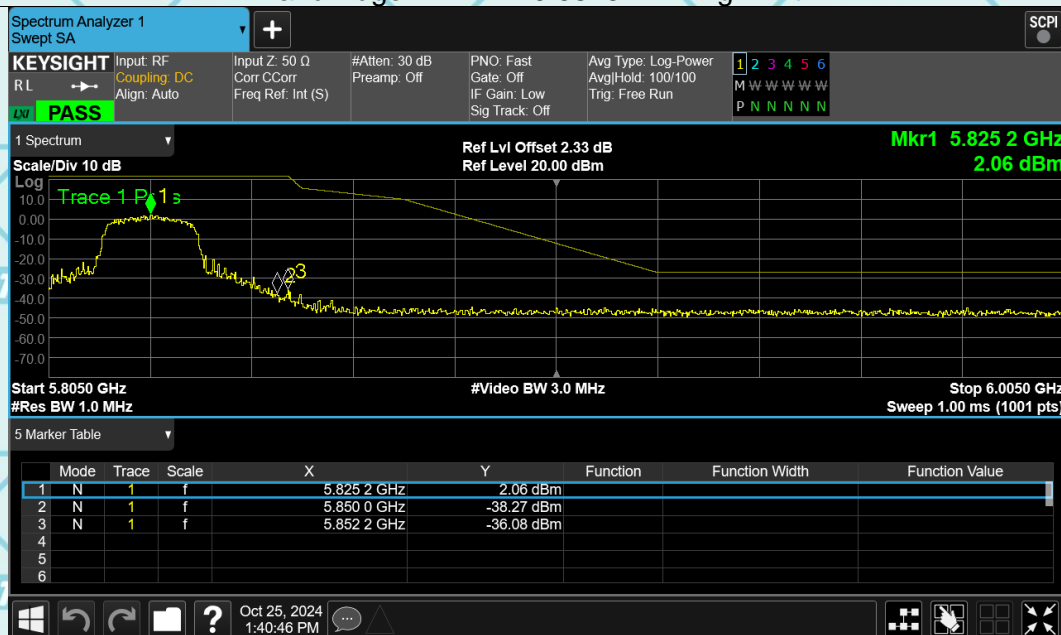 Spectrum Analyzer 1
Swept SA
+
SCPI
KEYSIGHT
RL
LXI PASS
Input: RF
Coupling: DC
Align: Auto
Input Z: 50 Ω
Corr CCorr
Freq Ref: Int (S)
#Atten: 30 dB
Preamp: Off
PNO: Fast
Gate: Off
IF Gain: Low
Sig Track: Off
Avg Type: Log-Power
Avg|Hold: 100/100
Trig: Free Run
1 2 3 4 5 6
M W W W W W
P N N N N N
1 Spectrum
Scale/Div 10 dB
Ref Lvl Offset 2.33 dB
Ref Level 20.00 dBm
Mkr1 5.825 2 GHz
2.06 dBm
Log
Trace 1
1
2
3
10.0
0.00
-10.0
-20.0
-30.0
-40.0
-50.0
-60.0
-70.0
Start 5.8050 GHz
#Video BW 3.0 MHz
Stop 6.0050 GHz
#Res BW 1.0 MHz
Sweep 1.00 ms (1001 pts)
5 Marker Table
Mode Trace Scale X Y Function Function Width Function Value
1 N 1 f 5.825 2 GHz 2.06 dBm
2 N 1 f 5.850 0 GHz -38.27 dBm
3 N 1 f 5.852 2 GHz -36.08 dBm
4
5
6
?
Oct 25, 2024
1:40:46 PM